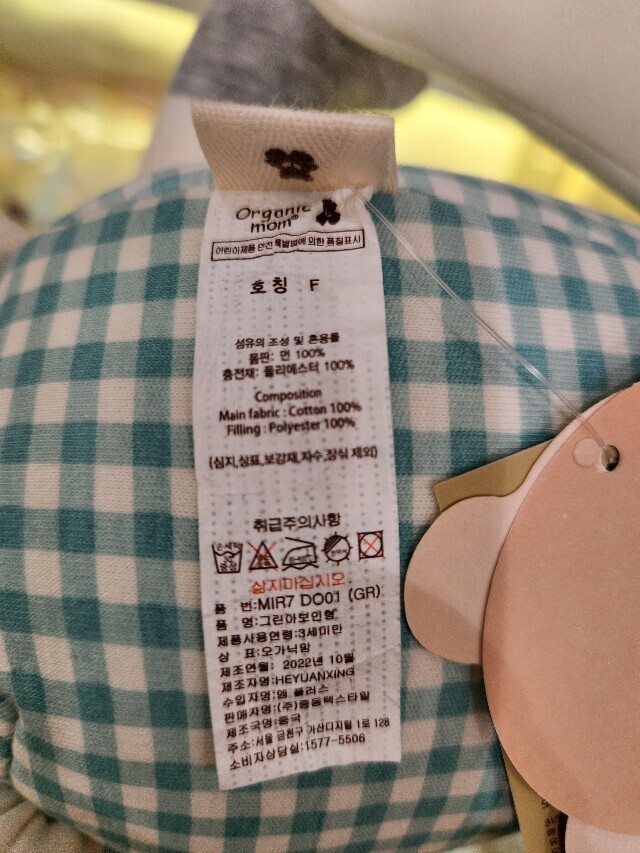 Organic
mom®
어린이제품 안전 특별법에 의한 품질표시
호칭 F
섬유의 조성 및 혼용률
몸판: 면 100%
충전재: 폴리에스터 100%
Composition
Main fabric : Cotton 100%
Filling : Polyester 100%
(심지,상표,보강재,자수,장식 제외)
취급주의사항
삶지마십시오
품 번:MIR7 DO01 (GR)
품 명:그린아보인형
제품사용연령:3세미만
상 표:오가닉맘
제조연월: 2022년 10월
제조자명:HEYUANXING
수입자명:엠 플러스
판매자명:(주)중동텍스타일
제조국명:중국
주소:서울 금천구 가산디지털 1로 128
소비자상담실:1577-5506